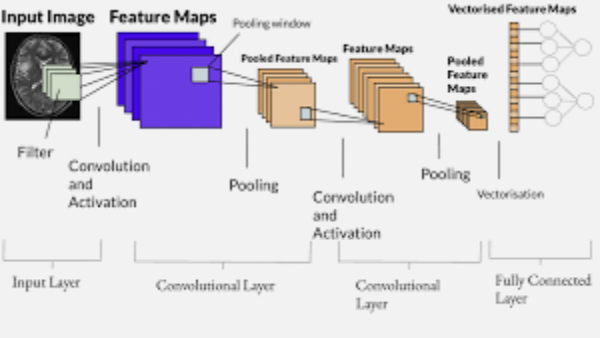 Input Image
Feature Maps
Pooling window
Vectorised Feature Maps
Pooled Feature Maps
Feature Maps
Pooled
Feature
Maps
Filter
Convolution
and
Activation
Pooling
Convolution
and
Activation
Pooling
Vectorisation
Input Layer
Convolutional Layer
Convolutional
Layer
Fully Connected
Layer